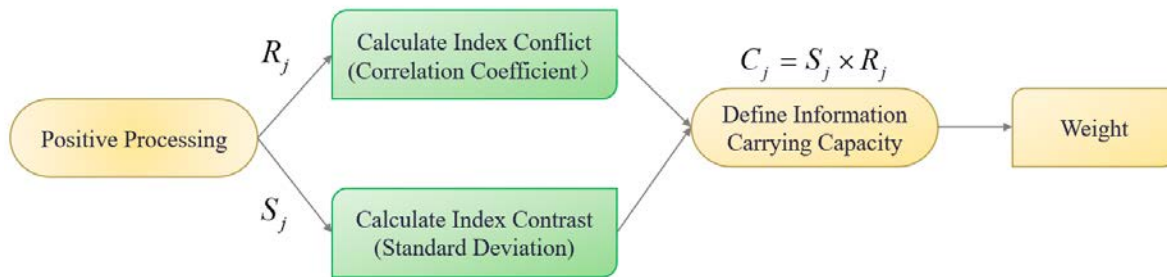 Positive Processing
R_j
Calculate Index Conflict
(Correlation Coefficient）
S_j
Calculate Index Contrast
(Standard Deviation)
C_j = S_j × R_j
Define Information
Carrying Capacity
Weight